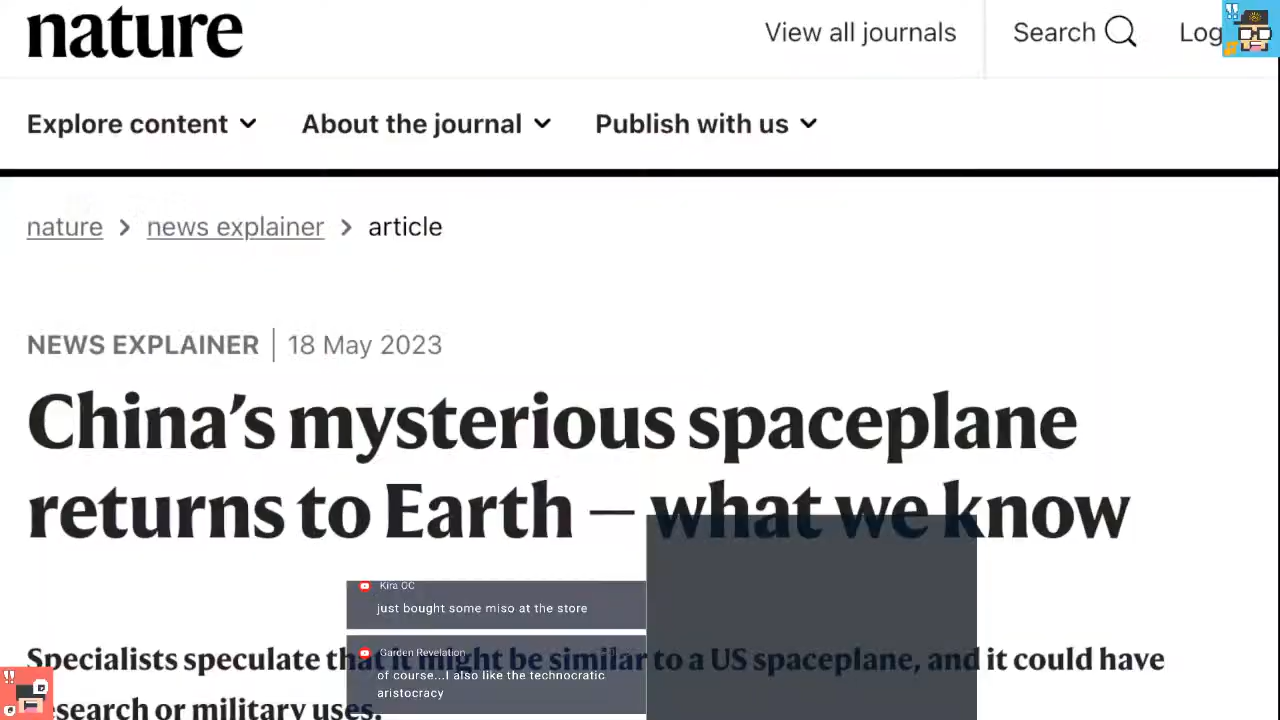 nature
View all journals
Search
Log
Explore content
About the journal
Publish with us
nature > news explainer > article
NEWS EXPLAINER | 18 May 2023
China’s mysterious spaceplane
returns to Earth — what we know
Kira OC
just bought some miso at the store
Specialists speculate that it might be similar to a US spaceplane, and it could have
Garden Revelation
of course...I also like the technocratic
aristocracy
research or military uses.